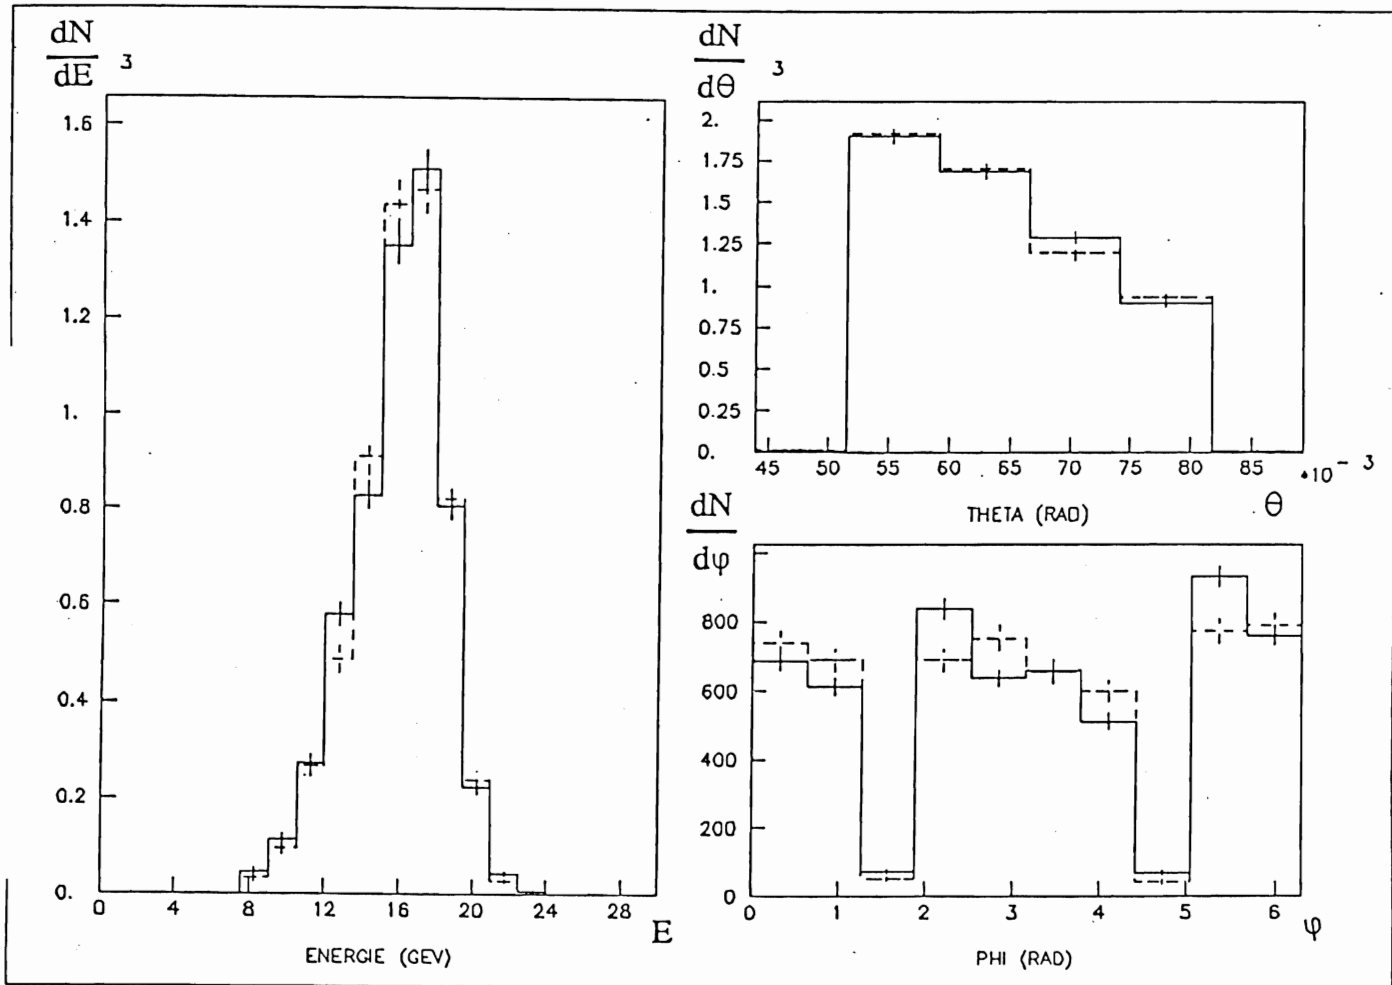 dN
dE 3
1.6
1.4
1.2
1.
0.8
0.6
0.4
0.2
0.
0 4 8 12 16 20 24 28
E
ENERGIE (GEV)
dN
dθ 3
2.
1.75
1.5
1.25
1.
0.75
0.5
0.25
0.
45 50 55 60 65 70 75 80 85 •10⁻³
THETA (RAD) θ
dN
dφ
800
600
400
200
0
0 1 2 3 4 5 6 φ
PHI (RAD)